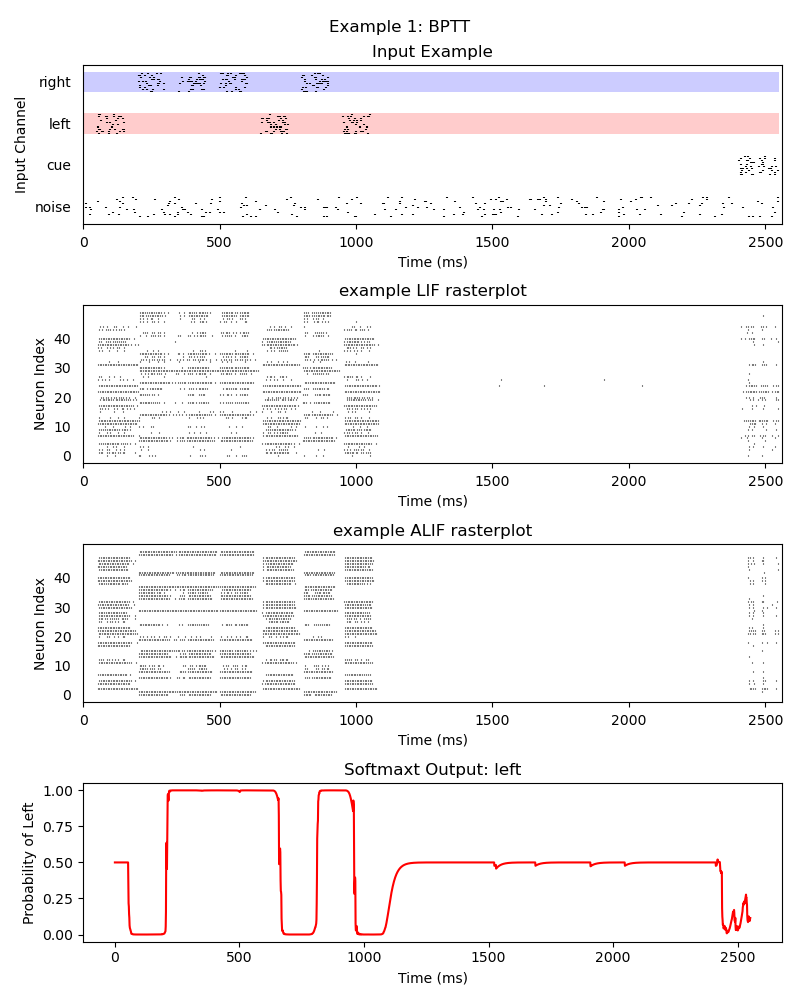 Example 1: BPTT
Input Example
Input Channel
right
left
cue
noise
0 500 1000 1500 2000 2500
Time (ms)
example LIF rasterplot
Neuron Index
40
30
20
10
0
0 500 1000 1500 2000 2500
Time (ms)
example ALIF rasterplot
Neuron Index
40
30
20
10
0
0 500 1000 1500 2000 2500
Time (ms)
Softmaxt Output: left
Probability of Left
1.00
0.75
0.50
0.25
0.00
0 500 1000 1500 2000 2500
Time (ms)